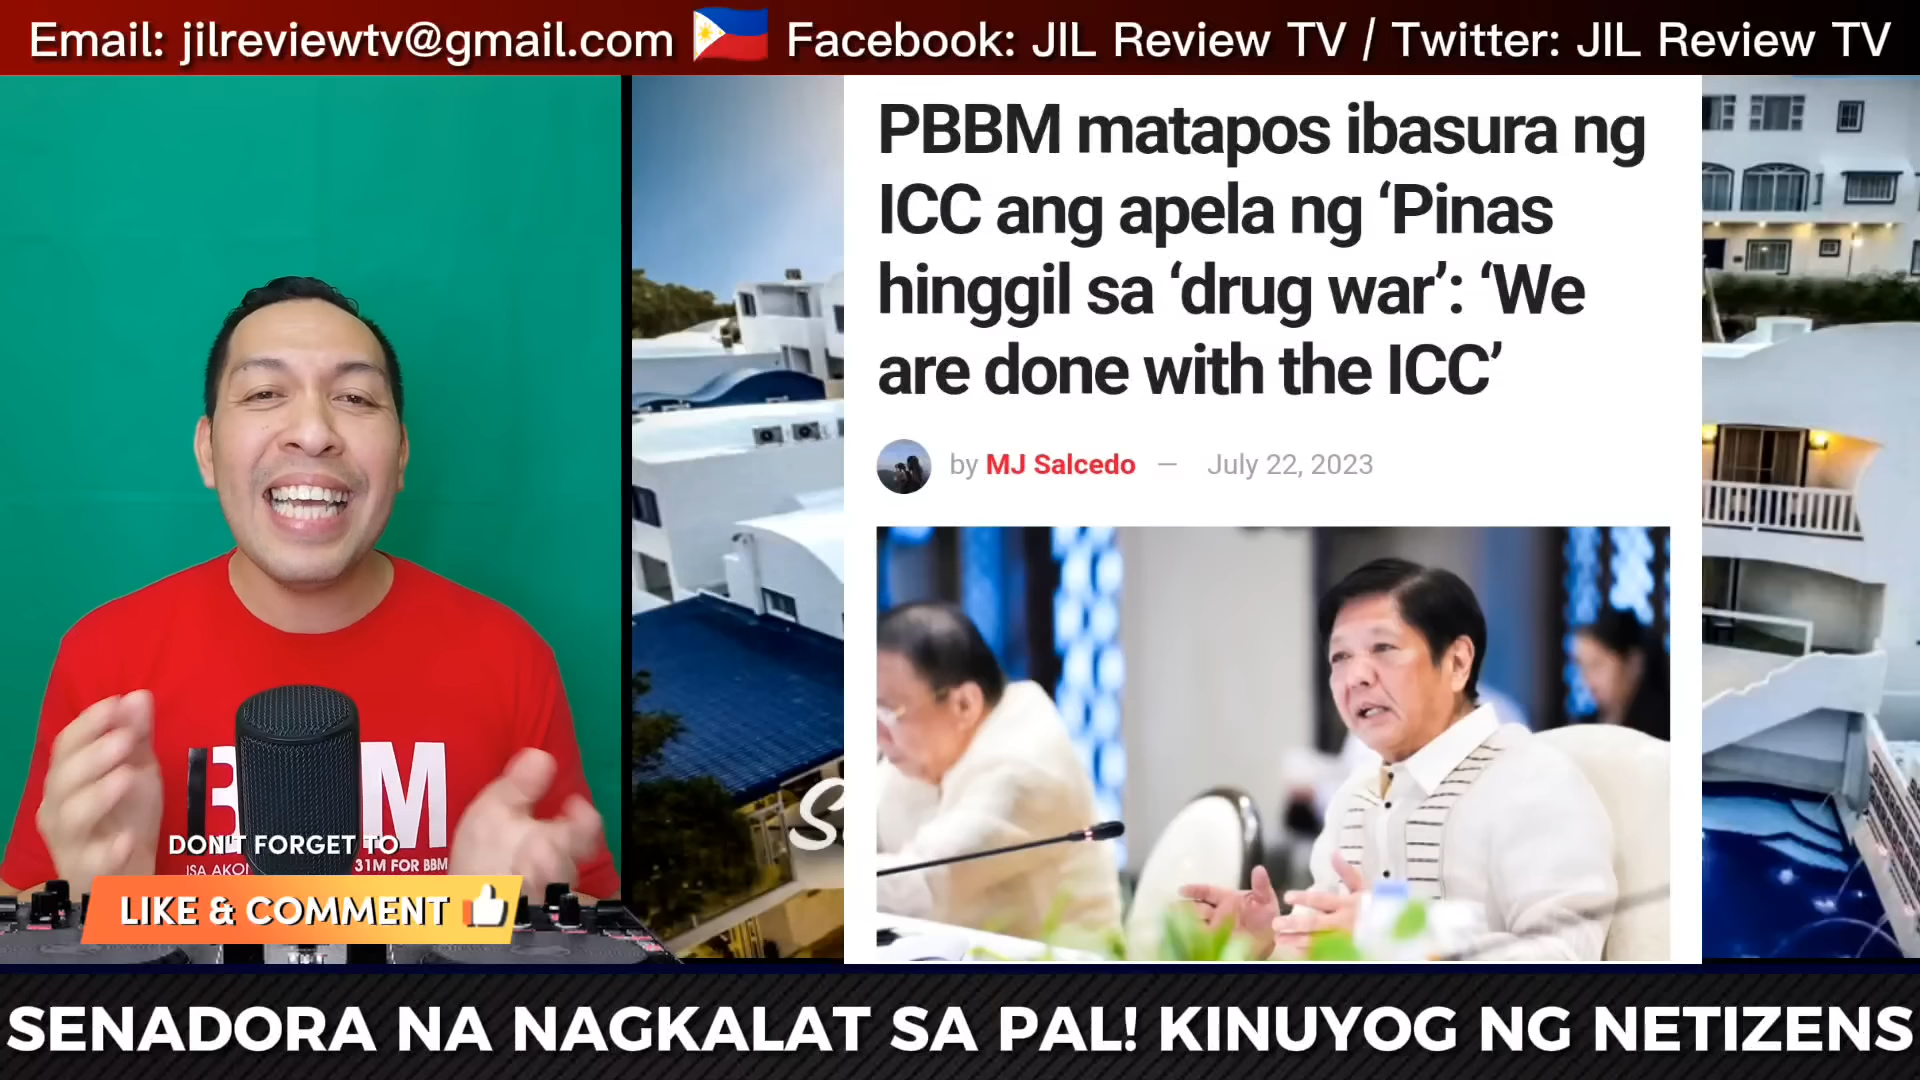 Email: jilreviewtv@gmail.com 🇵🇭 Facebook: JIL Review TV / Twitter: JIL Review TV
PBBM matapos ibasura ng
ICC ang apela ng ‘Pinas
hinggil sa ‘drug war’: ‘We
are done with the ICC’
by MJ Salcedo — July 22, 2023
BM
31M FOR BBM
DON'T FORGET TO
LIKE & COMMENT
SENADORA NA NAGKALAT SA PAL! KINUYOG NG NETIZENS